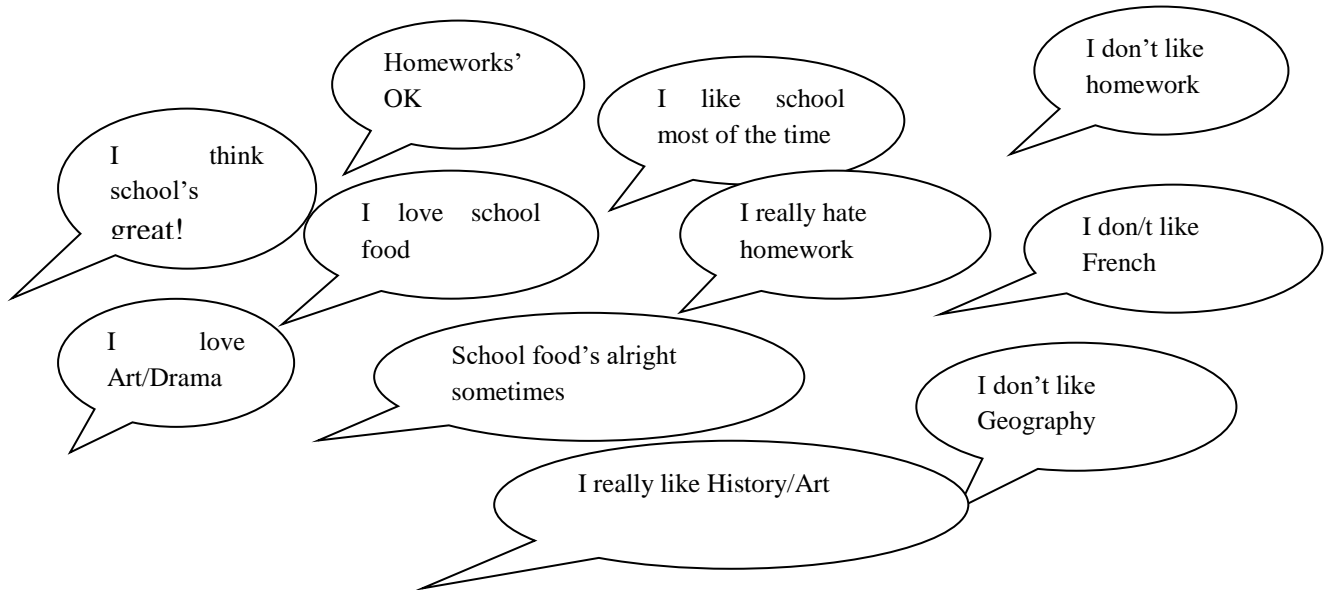 Homeworks’
OK
I like school
most of the time
I don’t like
homework
I think
school’s
great!
I love school
food
I really hate
homework
I don/t like
French
I love
Art/Drama
School food’s alright
sometimes
I don’t like
Geography
I really like History/Art